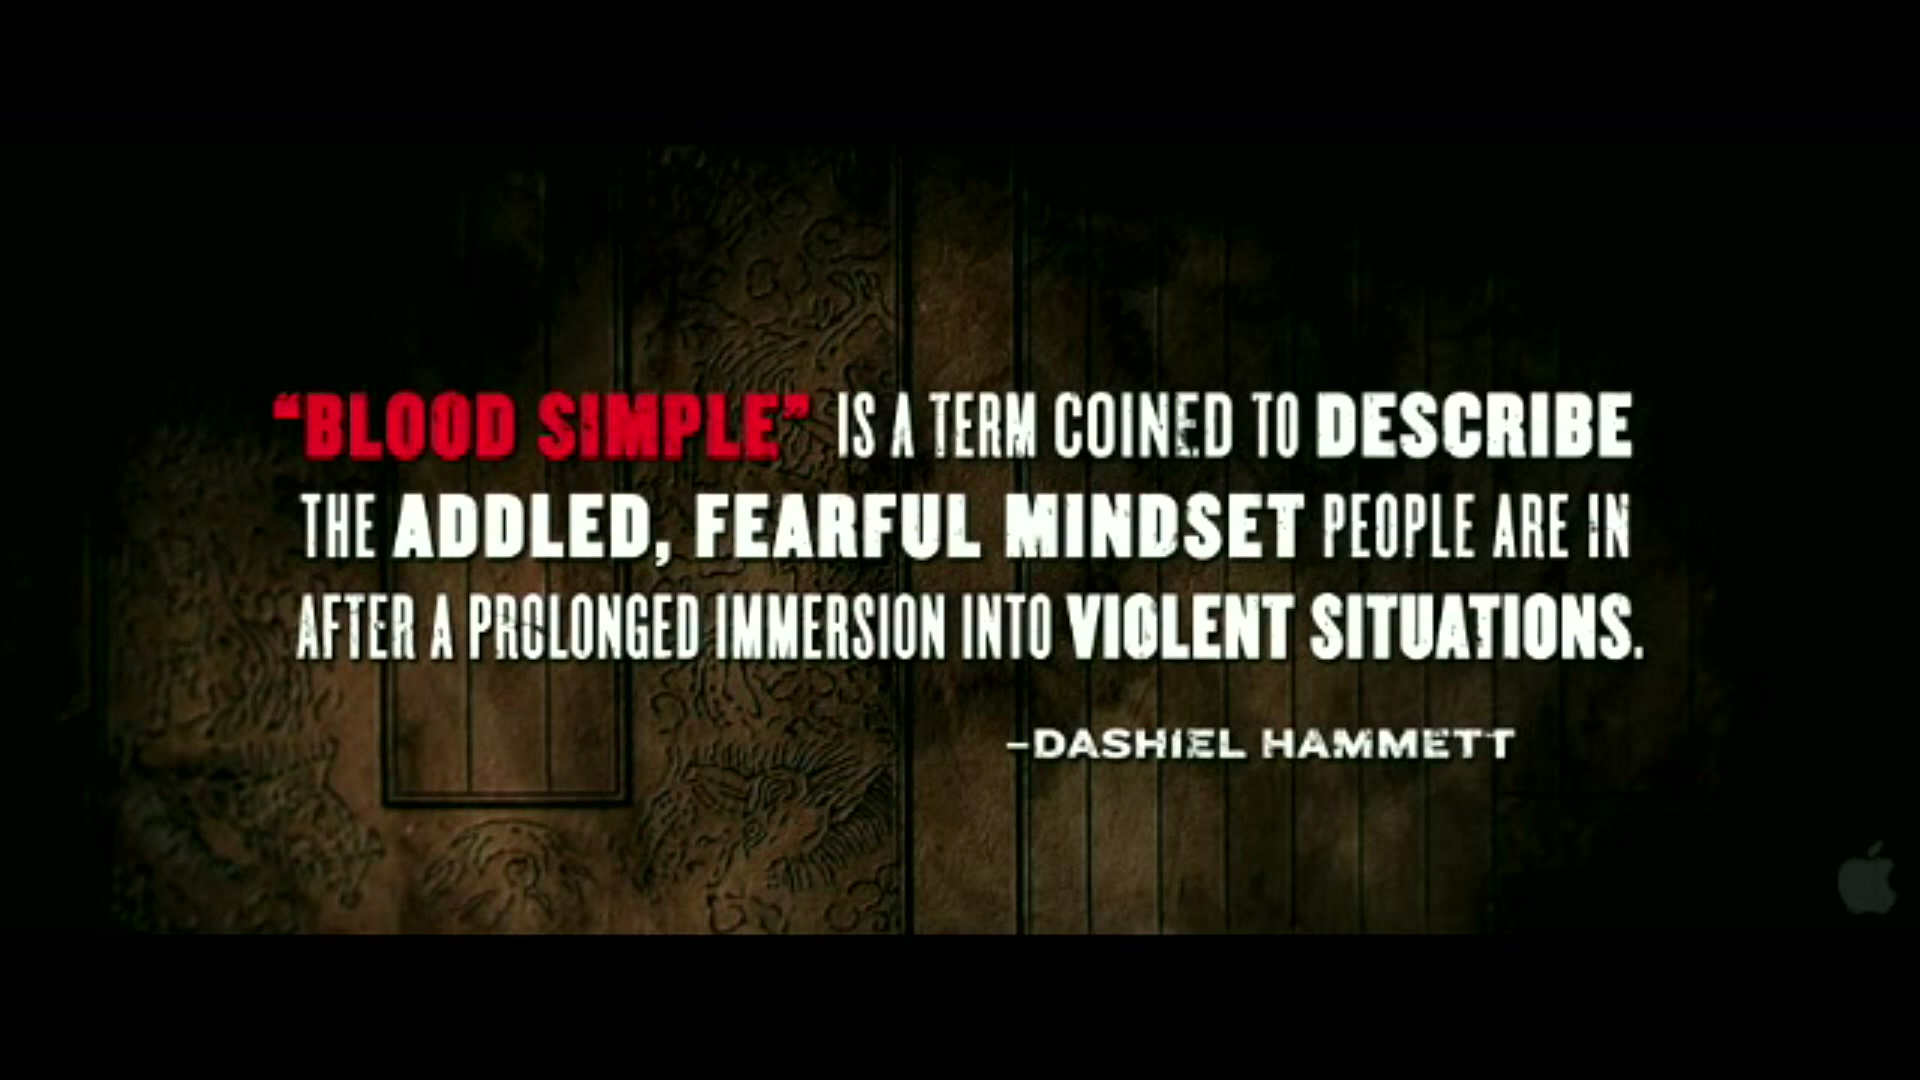 “BLOOD SIMPLE” IS A TERM COINED TO DESCRIBE
THE ADDLED, FEARFUL MINDSET PEOPLE ARE IN
AFTER A PROLONGED IMMERSION INTO VIOLENT SITUATIONS.
–DASHIEL HAMMETT